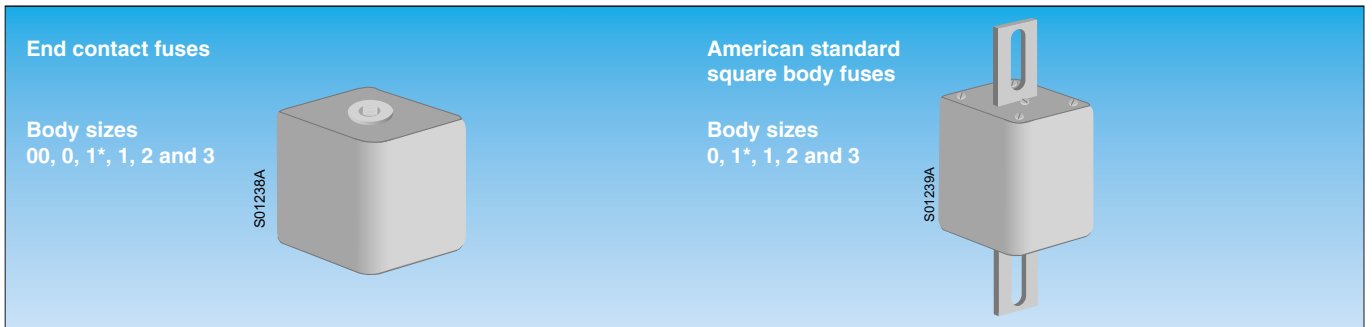 End contact fuses
Body sizes
00, 0, 1*, 1, 2 and 3
S01238A
American standard
square body fuses
Body sizes
0, 1*, 1, 2 and 3
S01239A